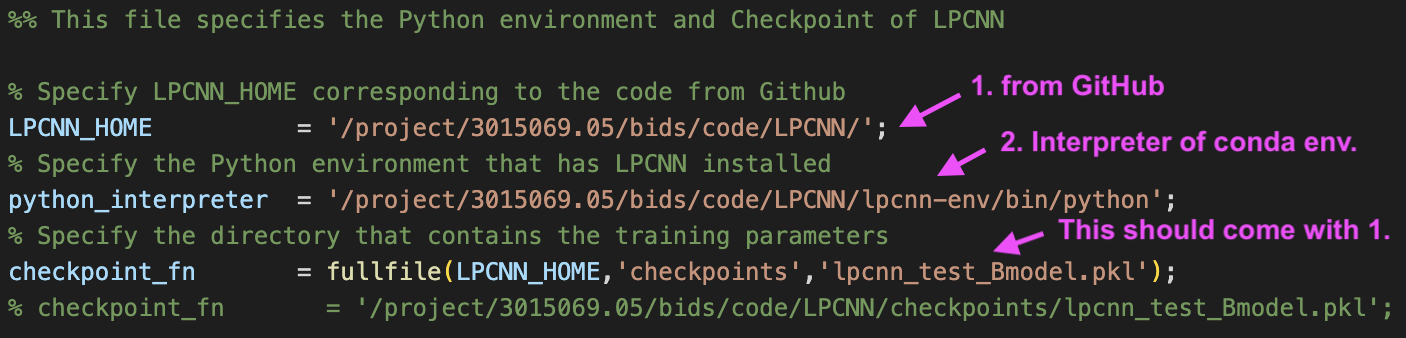 %% This file specifies the Python environment and Checkpoint of LPCNN
% Specify LPCNN_HOME corresponding to the code from Github
1. from GitHub
LPCNN_HOME          = '/project/3015069.05/bids/code/LPCNN/';
2. Interpreter of conda env.
% Specify the Python environment that has LPCNN installed
python_interpreter  = '/project/3015069.05/bids/code/LPCNN/lpcnn-env/bin/python';
% Specify the directory that contains the training parameters
This should come with 1.
checkpoint_fn       = fullfile(LPCNN_HOME,'checkpoints','lpcnn_test_Bmodel.pkl');
% checkpoint_fn       = '/project/3015069.05/bids/code/LPCNN/checkpoints/lpcnn_test_Bmodel.pkl';